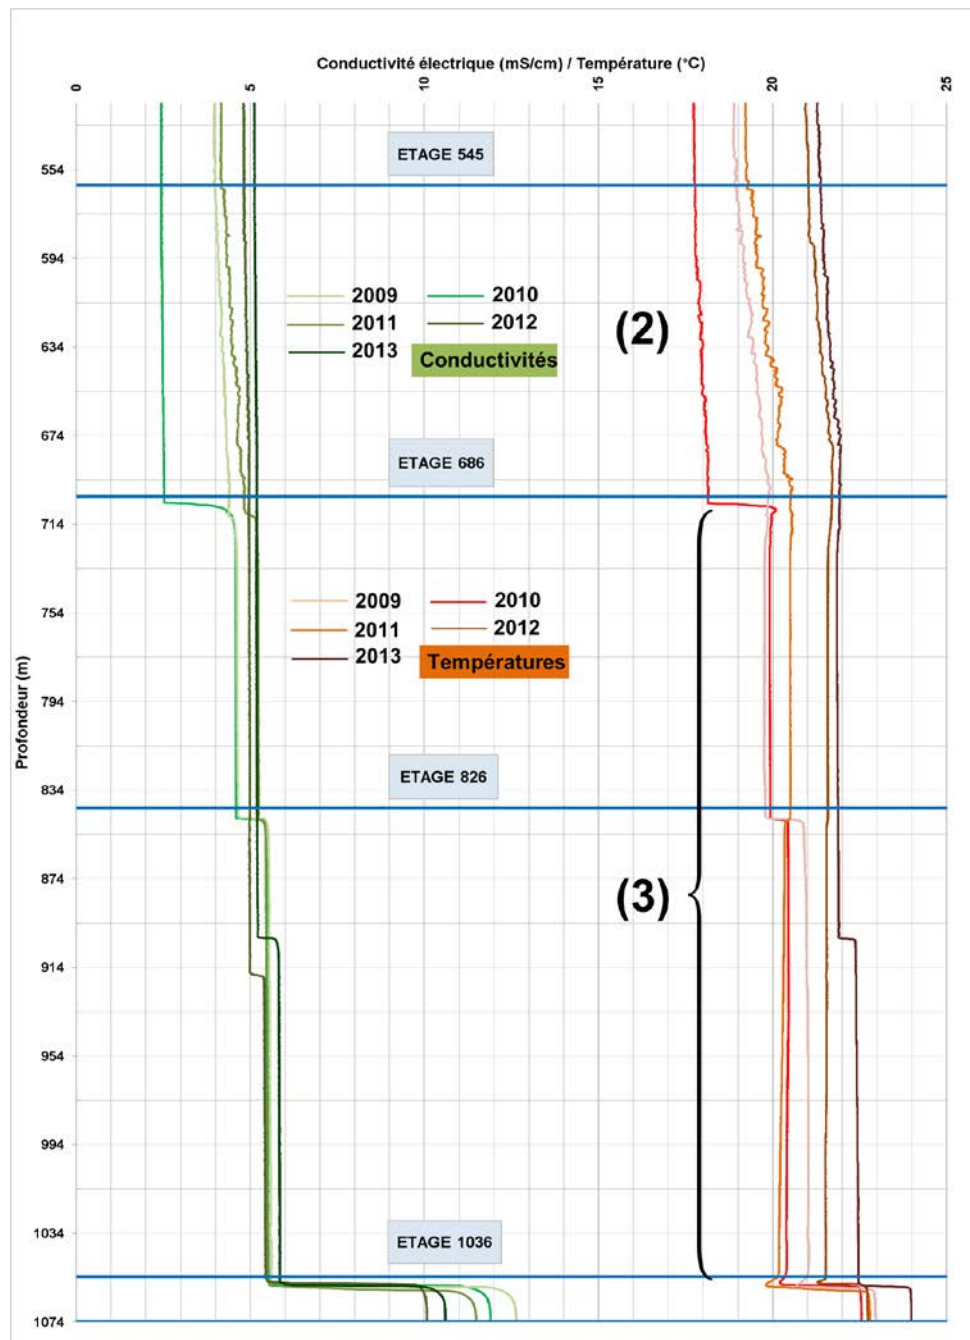 Conductivité électrique (mS/cm) / Température (°C)
0 5 10 15 20 25
ETAGE 545
554
594
2009 2010
2011 2012
2013 Conductivités
(2)
634
674
ETAGE 686
714
2009 2010
2011 2012
2013 Températures
754
794
Profondeur (m)
ETAGE 826
834
874
(3)
914
954
994
1034
ETAGE 1036
1074